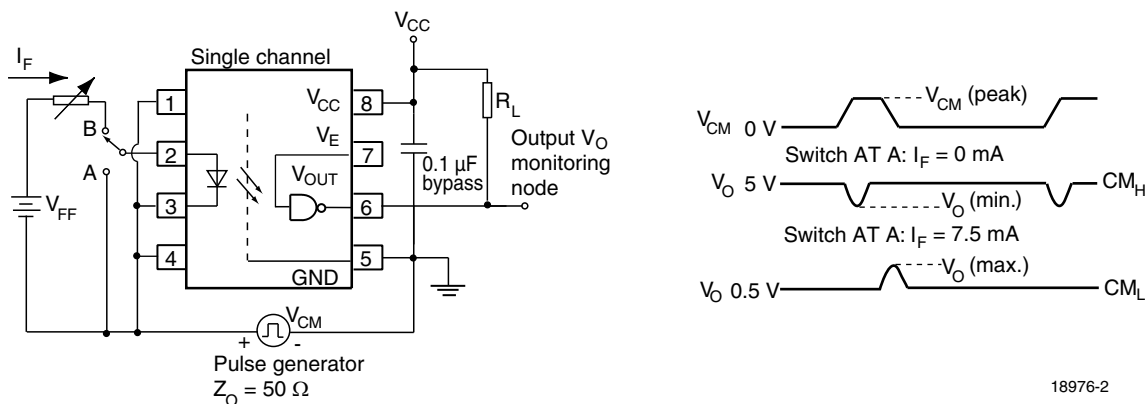 V_CC
Single channel
I_F
B
A
V_FF
1
2
3
4
V_CC
V_E
V_OUT
GND
8
7
6
5
R_L
0.1 µF
bypass
Output V_O
monitoring
node
V_CM
+ -
Pulse generator
Z_O = 50 Ω
V_CM 0 V
V_CM (peak)
Switch AT A: I_F = 0 mA
V_O 5 V
CM_H
V_O (min.)
Switch AT A: I_F = 7.5 mA
V_O (max.)
V_O 0.5 V
CM_L
18976-2